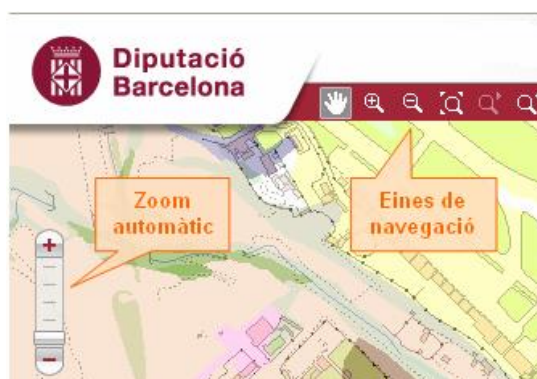 Diputació
Barcelona
Zoom
automàtic
Eines de
navegació